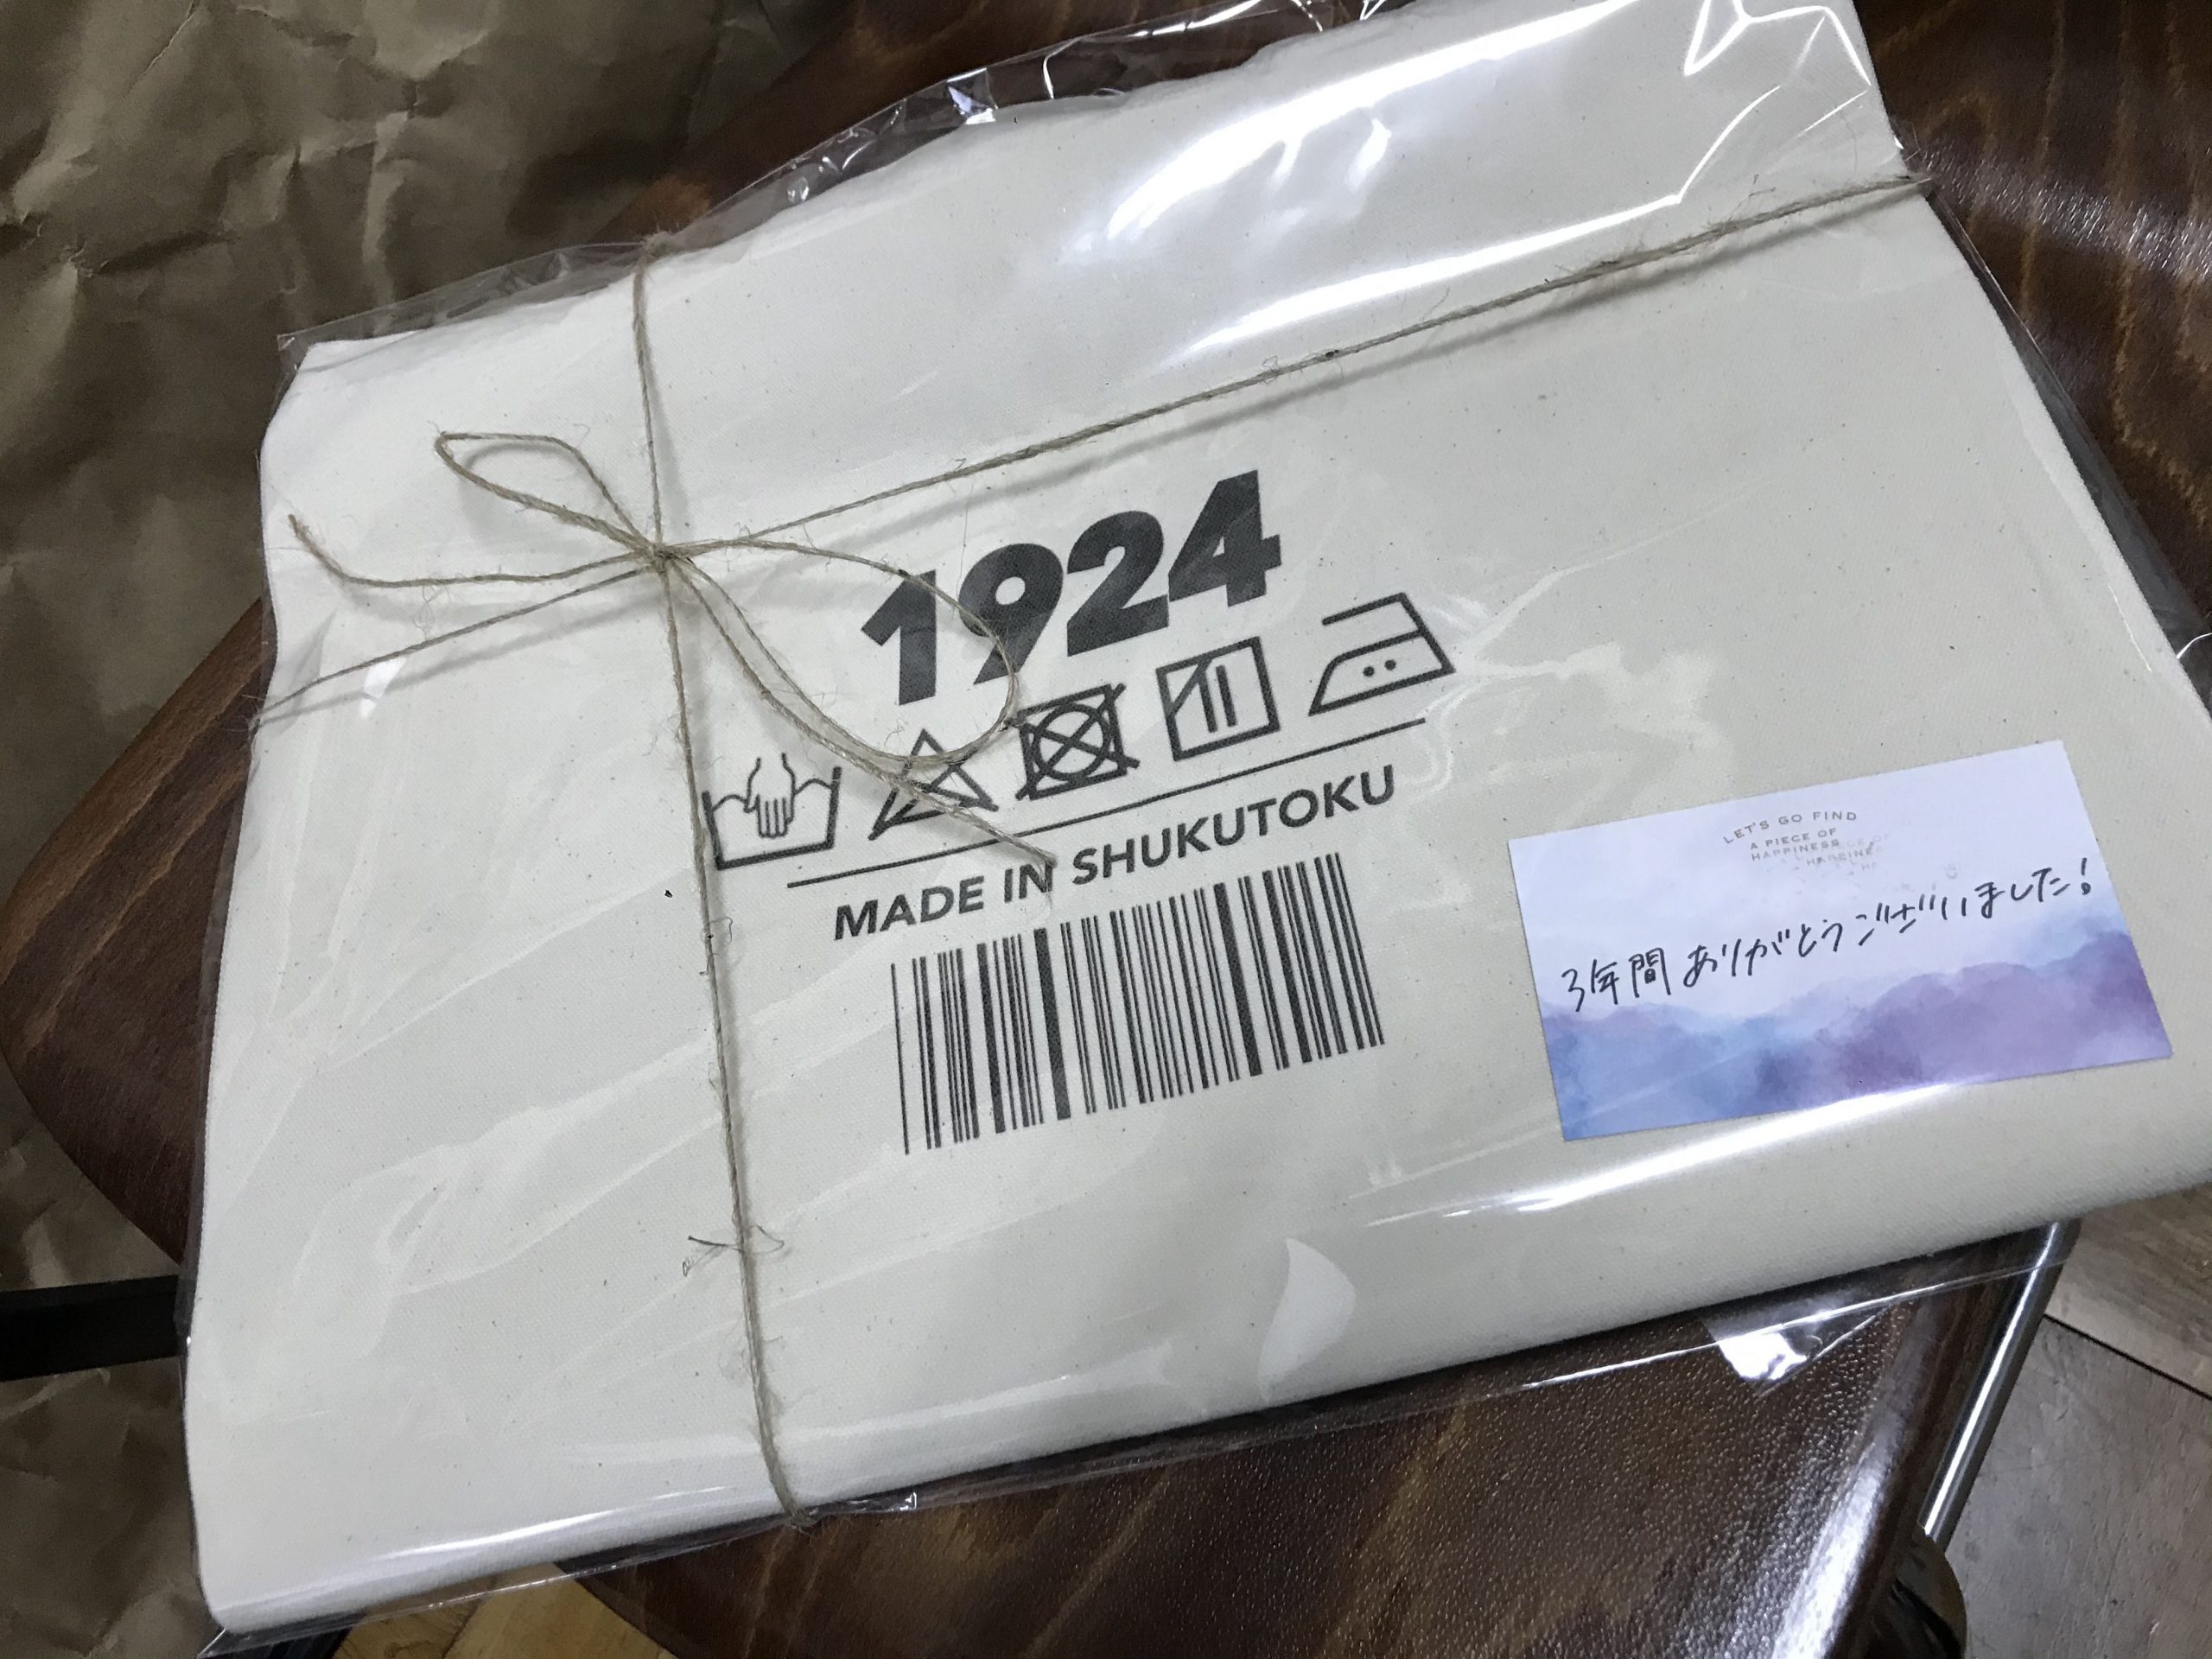 1924
MADE IN SHUKUTOKU
LET'S GO FIND
A PIECE OF
HAPPINESS
3年間ありがとうございました!